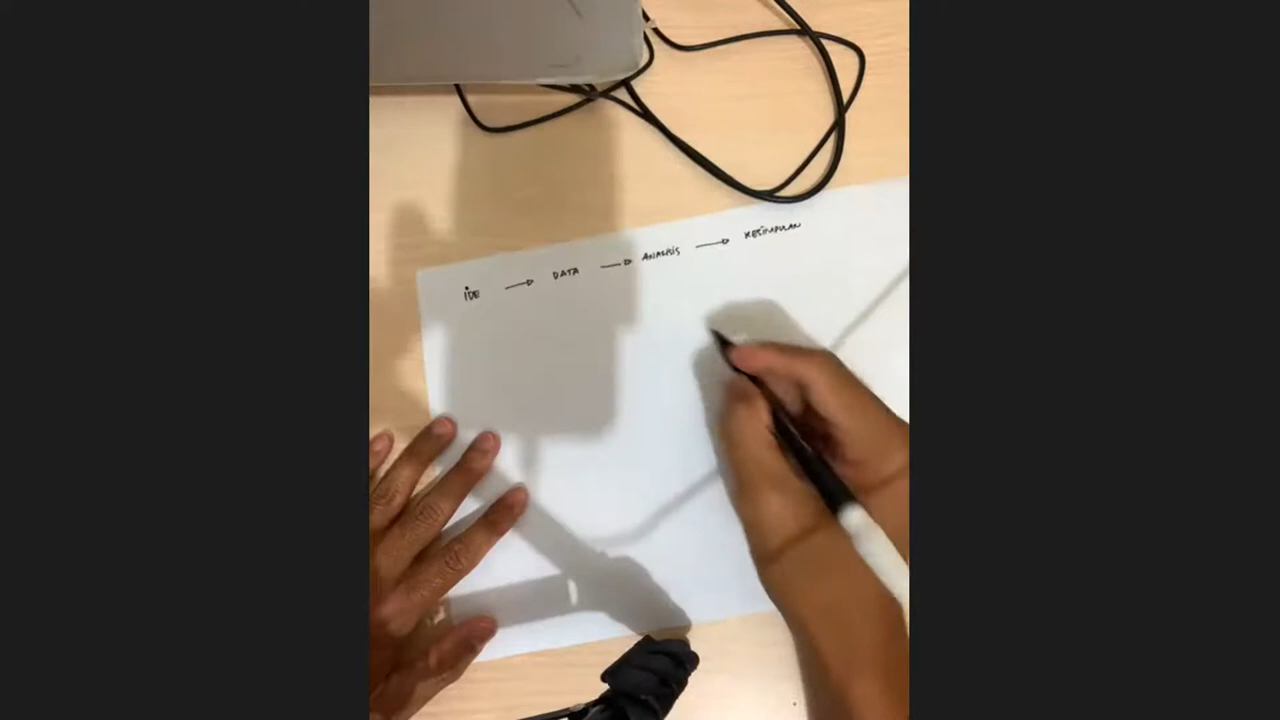 IDE → DATA → ANALISIS → KESIMPULAN